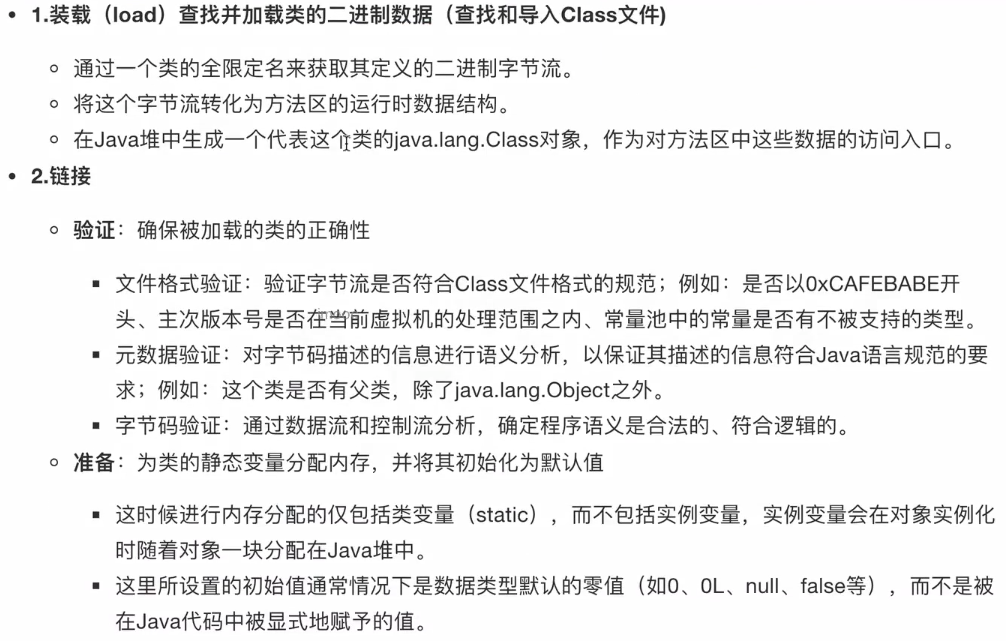 • 1.装载（load）查找并加载类的二进制数据（查找和导入Class文件)
◦ 通过一个类的全限定名来获取其定义的二进制字节流。
◦ 将这个字节流转化为方法区的运行时数据结构。
◦ 在Java堆中生成一个代表这个类的java.lang.Class对象，作为对方法区中这些数据的访问入口。
• 2.链接
◦ 验证：确保被加载的类的正确性
▪ 文件格式验证：验证字节流是否符合Class文件格式的规范；例如：是否以0xCAFEBABE开
头、主次版本号是否在当前虚拟机的处理范围之内、常量池中的常量是否有不被支持的类型。
▪ 元数据验证：对字节码描述的信息进行语义分析，以保证其描述的信息符合Java语言规范的要
求；例如：这个类是否有父类，除了java.lang.Object之外。
▪ 字节码验证：通过数据流和控制流分析，确定程序语义是合法的、符合逻辑的。
◦ 准备：为类的静态变量分配内存，并将其初始化为默认值
▪ 这时候进行内存分配的仅包括类变量（static），而不包括实例变量，实例变量会在对象实例化
时随着对象一块分配在Java堆中。
▪ 这里所设置的初始值通常情况下是数据类型默认的零值（如0、0L、null、false等），而不是被
在Java代码中被显式地赋予的值。